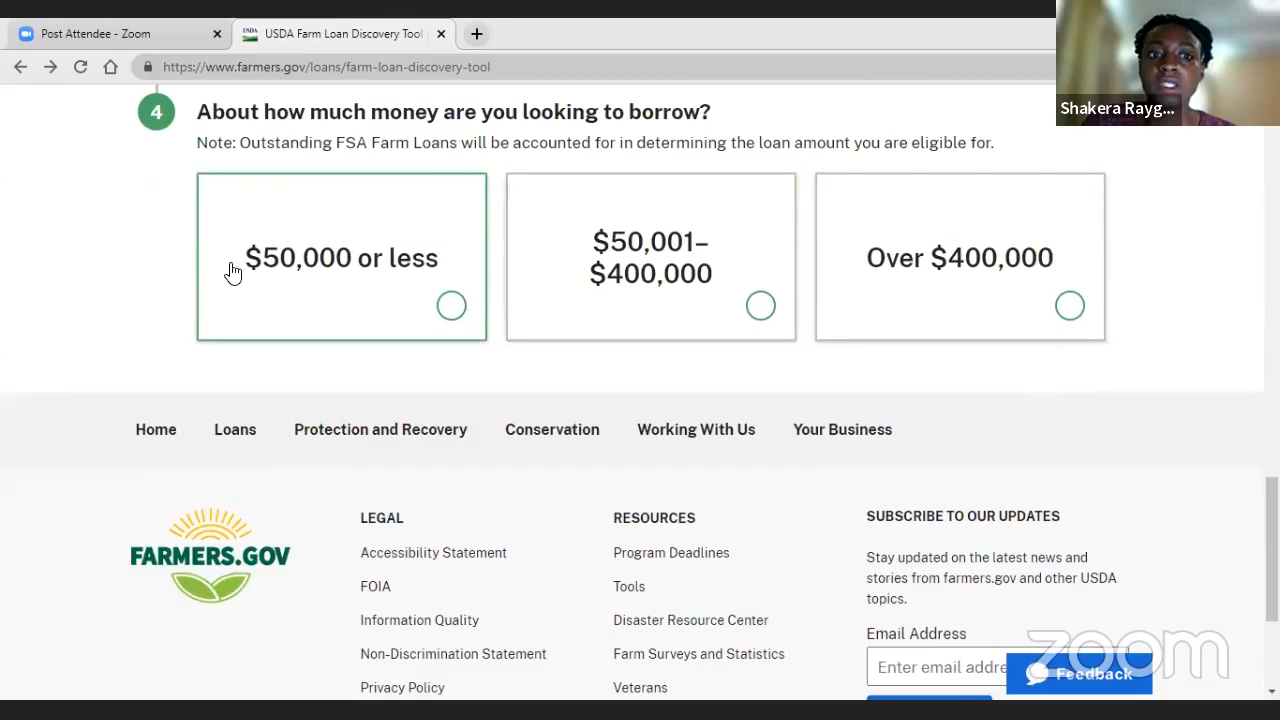 Post Attendee - Zoom
USDA Farm Loan Discovery Tool
https://www.farmers.gov/loans/farm-loan-discovery-tool
Shakera Rayg...
4
About how much money are you looking to borrow?
Note: Outstanding FSA Farm Loans will be accounted for in determining the loan amount you are eligible for.
$50,000 or less
$50,001–
$400,000
Over $400,000
Home
Loans
Protection and Recovery
Conservation
Working With Us
Your Business
FARMERS.GOV
LEGAL
Accessibility Statement
FOIA
Information Quality
Non-Discrimination Statement
Privacy Policy
RESOURCES
Program Deadlines
Tools
Disaster Resource Center
Farm Surveys and Statistics
Veterans
SUBSCRIBE TO OUR UPDATES
Stay updated on the latest news and
stories from farmers.gov and other USDA
topics.
Email Address
Enter email addre
Feedback
zoom